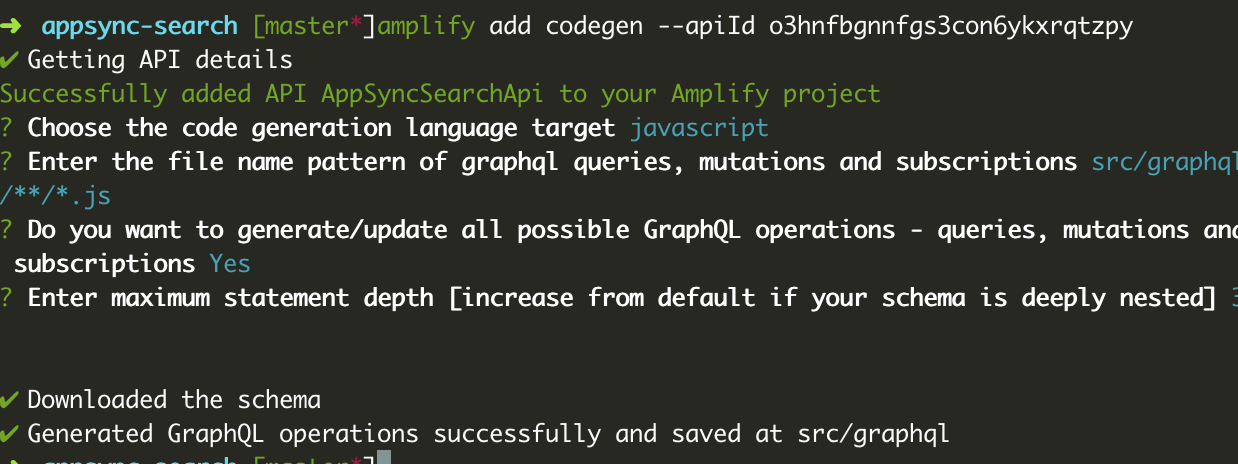 ➜ appsync-search [master*]amplify add codegen --apiId o3hnfbgnnfgs3con6ykxrqtzpy
✔ Getting API details
Successfully added API AppSyncSearchApi to your Amplify project
? Choose the code generation language target javascript
? Enter the file name pattern of graphql queries, mutations and subscriptions src/graphql
/**/*.js
? Do you want to generate/update all possible GraphQL operations - queries, mutations and
subscriptions Yes
? Enter maximum statement depth [increase from default if your schema is deeply nested] 3
✔ Downloaded the schema
✔ Generated GraphQL operations successfully and saved at src/graphql
➜ appsync-search [master*]